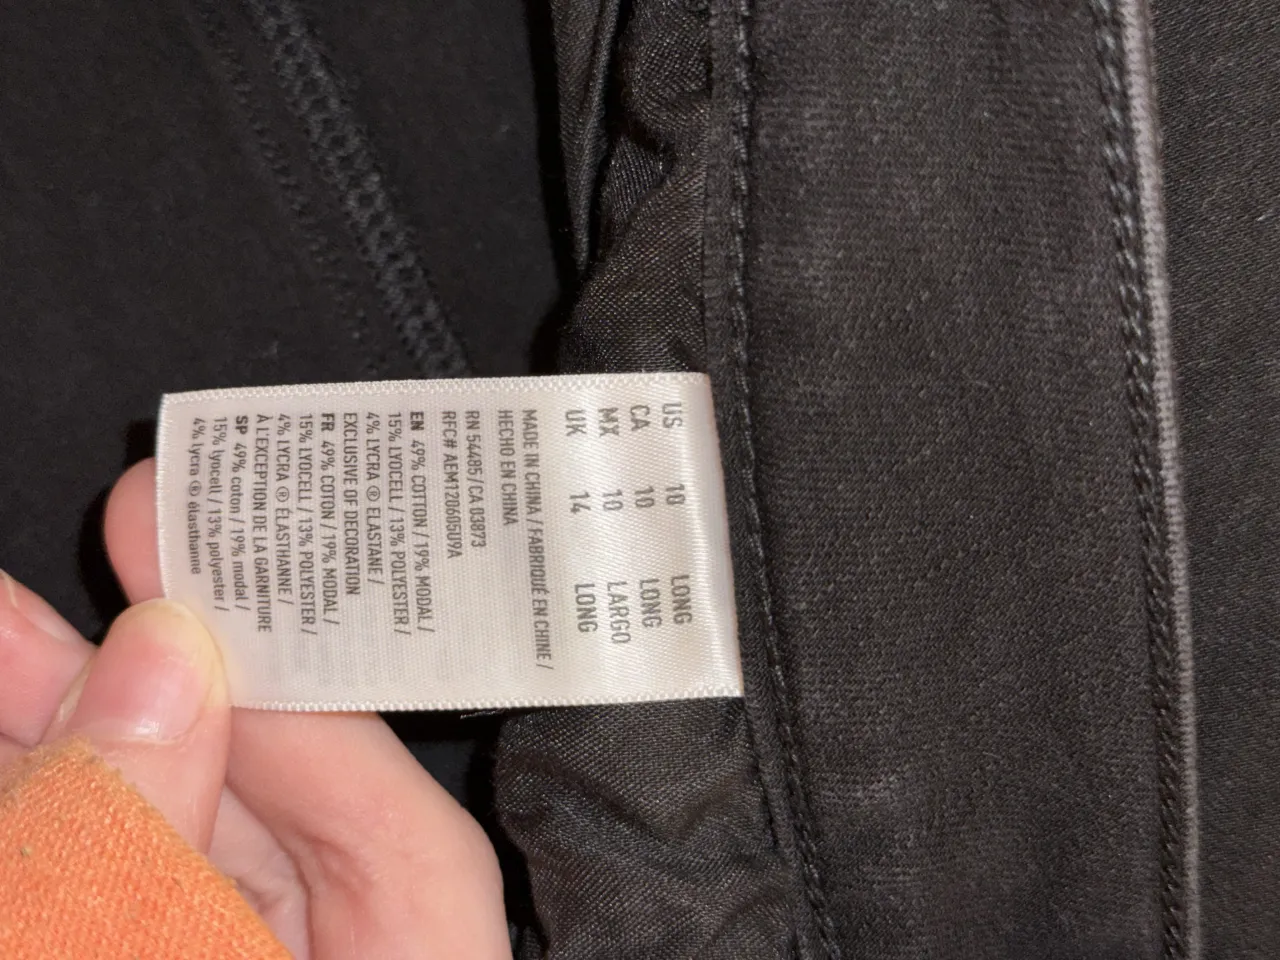 US 10 LONG
CA 10 LONG
MX 10 LARGO
UK 14 LONG
MADE IN CHINA / FABRIQUÉ EN CHINE /
HECHO EN CHINA
RN 54485 / CA 03873
RFC# AEM120605U9A
EN 49% COTTON / 19% MODAL /
15% LYOCELL / 13% POLYESTER /
4% LYCRA ® ELASTANE /
EXCLUSIVE OF DECORATION
FR 49% COTON / 19% MODAL /
15% LYOCELL / 13% POLYESTER /
4% LYCRA ® ÉLASTHANNE /
À L'EXCEPTION DE LA GARNITURE
SP 49% coton / 19% modal /
15% lyocell / 13% polyester /
4% lycra ® élasthanne